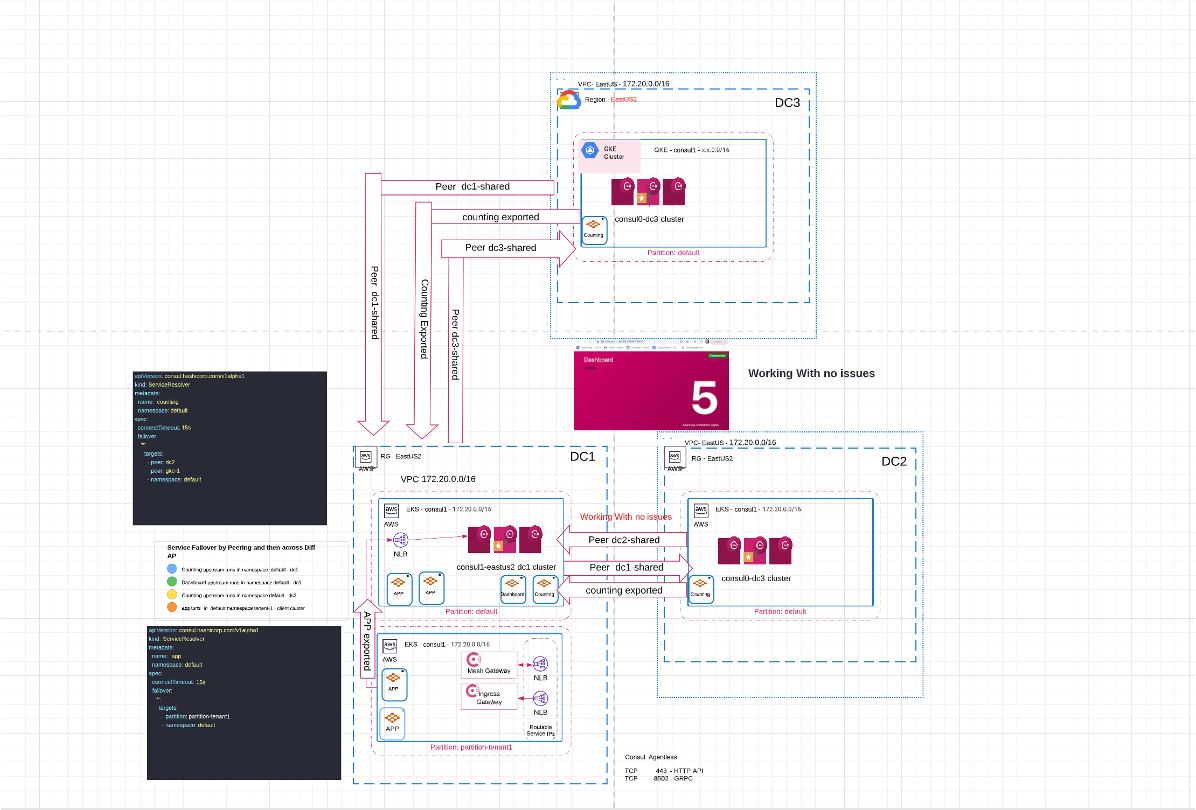 VPC- EastUS - 172.20.0.0/16
Region - EastUS2
DC3
GKE
Cluster
GKE - consul1 - x.x.0.0/16
consul0-dc3 cluster
Counting
Partition: default
Peer dc1-shared
counting exported
Peer dc3-shared
Peer dc1-shared
Counting Exported
Peer dc3-shared
Dashboard
5
Working With no issues
apiVersion: consul.hashicorp.com/v1alpha1
kind: ServiceResolver
metadata:
name: counting
namespace: default
spec:
connectTimeout: 15s
failover
targets:
- peer: dc2
- peer: gkc-1
- namespace: default
Service Failover by Peering and then across Diff
AP
Counting upstream runs in namespace default - dc1
Dashboard upstream runs in namespace default - dc1
Counting upstream runs in namespace default - dc2
app runs in default namespace tenant-1 - client cluster
apiVersion: consul.hashicorp.com/v1alpha1
kind: ServiceResolver
metadata:
name: app
namespace: default
spec:
connectTimeout: 15s
failover:
targets:
- partition: partition-tenant1
- namespace: default
AWS
RG - EastUS2
DC1
VPC 172.20.0.0/16
aws
AWS
EKS - consul1 - 172.20.0.0/16
NLB
consul1-eastus2 dc1 cluster
APP
APP
Dashboard
Counting
Partition: default
APP exported
aws
AWS
EKS - consul1 - 172.20.0.0/16
APP
APP
Mesh Gateway
Ingress
Gateway
NLB
NLB
Routable
Service IPs
Partition: partition-tenant1
Working With no issues
Peer dc2-shared
Peer dc1-shared
counting exported
VPC- EastUS - 172.20.0.0/16
AWS
RG - EastUS2
DC2
aws
AWS
EKS - consul1 - 172.20.0.0/16
consul0-dc3 cluster
Counting
Partition: default
Consul Agentless
TCP 443 - HTTP API
TCP 8502 - GRPC